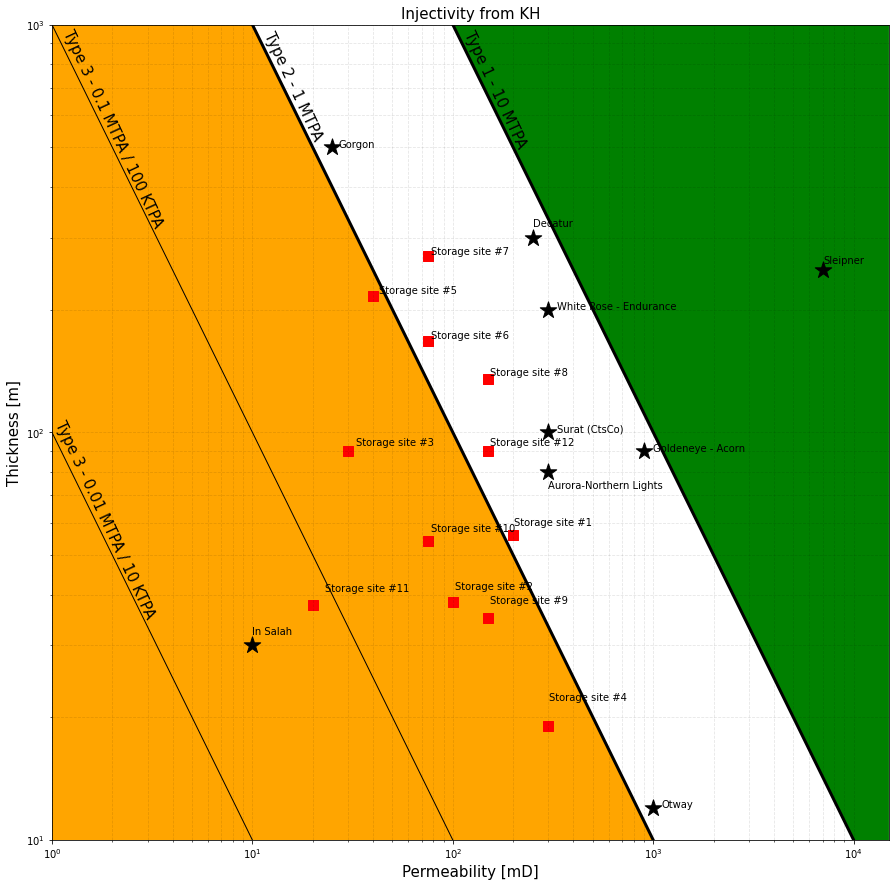 Injectivity from KH
10³
Type 3 - 0.1 MTPA / 100 KTPA
Type 2 - 1 MTPA
Type 1 - 10 MTPA
Gorgon
Decatur
Storage site #7
Sleipner
Storage site #5
White Rose - Endurance
Storage site #6
Storage site #8
Thickness [m]
10²
Type 3 - 0.01 MTPA / 10 KTPA
Surat (CtsCo)
Storage site #3
Storage site #12
Goldeneye - Acorn
Aurora-Northern Lights
Storage site #1
Storage site #10
Storage site #11
Storage site #2
Storage site #9
In Salah
Storage site #4
Otway
10¹
10⁰
10¹
10²
10³
10⁴
Permeability [mD]